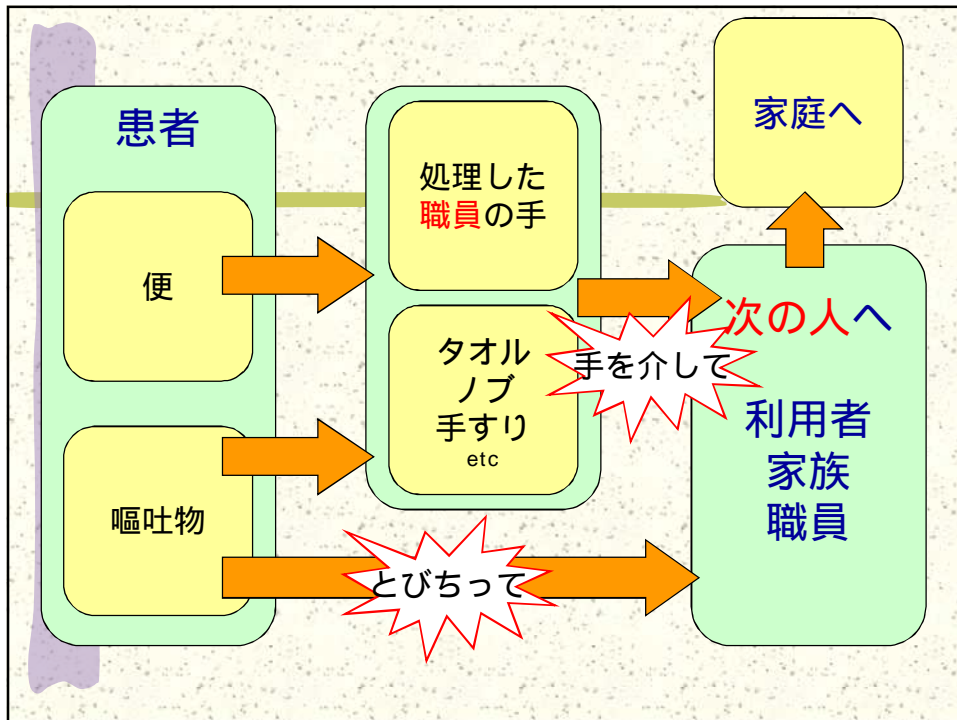 患者
便
嘔吐物
処理した
職員の手
タオル
ノブ
手すり
etc
手を介して
とびちって
家庭へ
次の人へ
利用者
家族
職員